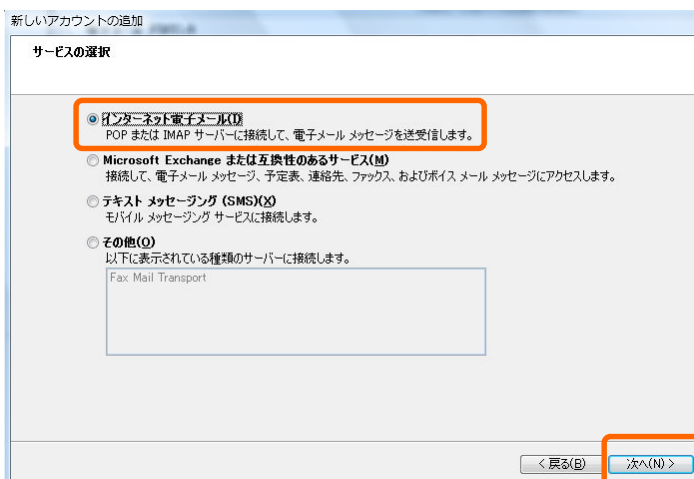 新しいアカウントの追加
サービスの選択
インターネット電子メール(I)
POP または IMAP サーバーに接続して、電子メール メッセージを送受信します。
Microsoft Exchange または互換性のあるサービス(M)
接続して、電子メール メッセージ、予定表、連絡先、ファックス、およびボイス メール メッセージにアクセスします。
テキスト メッセージング (SMS)(X)
モバイル メッセージング サービスに接続します。
その他(O)
以下に表示されている種類のサーバーに接続します。
Fax Mail Transport
< 戻る(B) 次へ(N) >